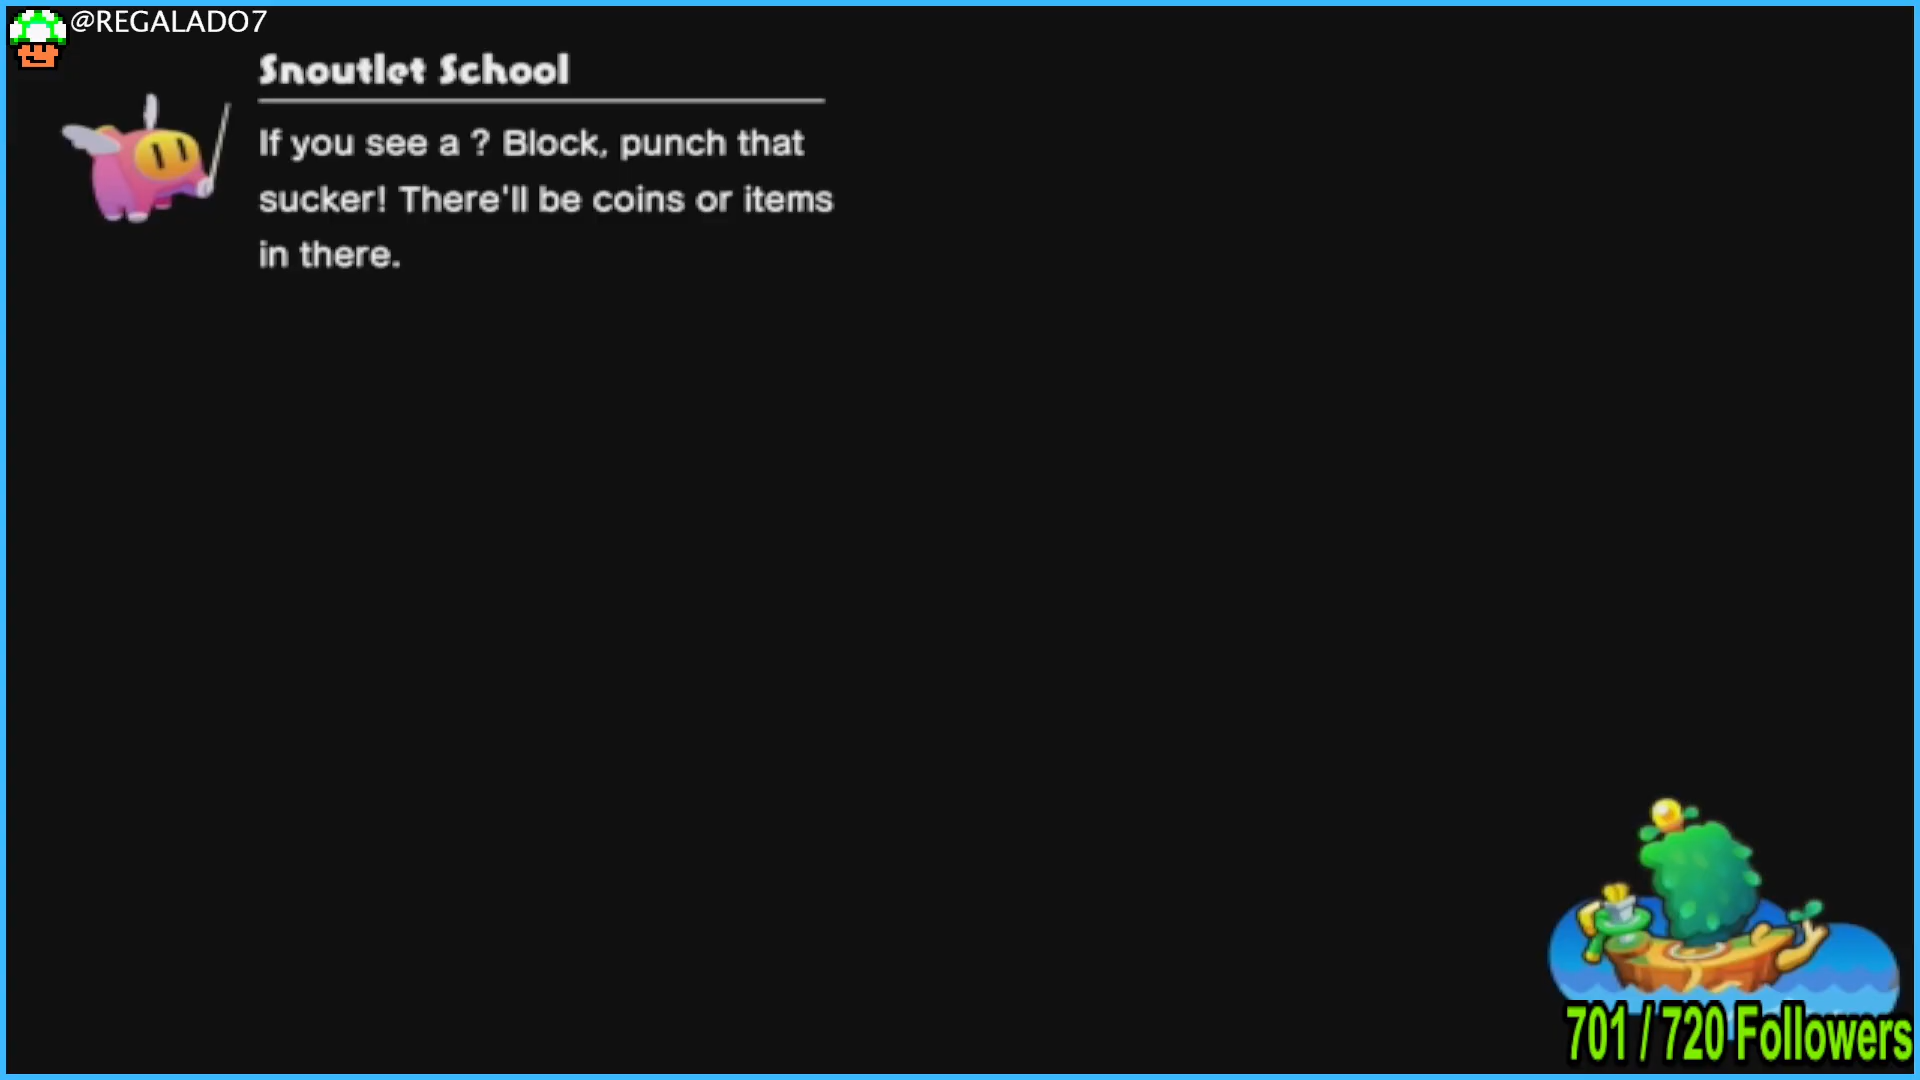 @REGALADO7
Snoutlet School
If you see a ? Block, punch that
sucker! There'll be coins or items
in there.
701 / 720 Followers